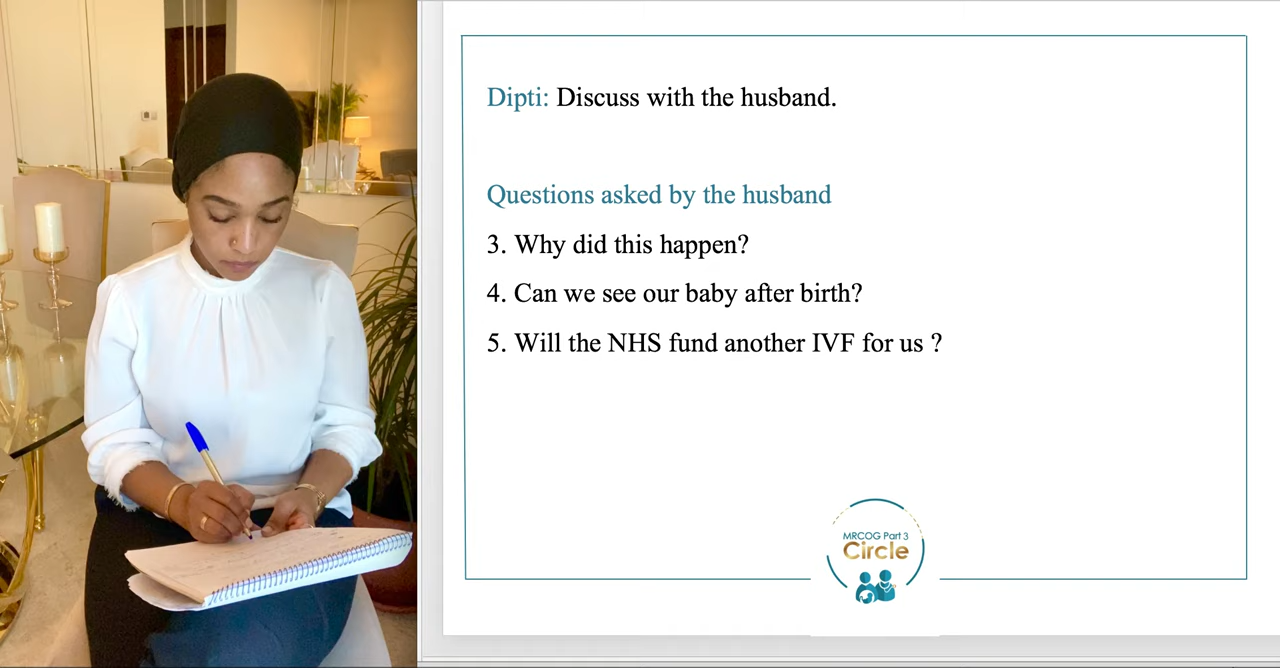 Dipti: Discuss with the husband.
Questions asked by the husband
3. Why did this happen?
4. Can we see our baby after birth?
5. Will the NHS fund another IVF for us ?
MRCOG Part 3
Circle